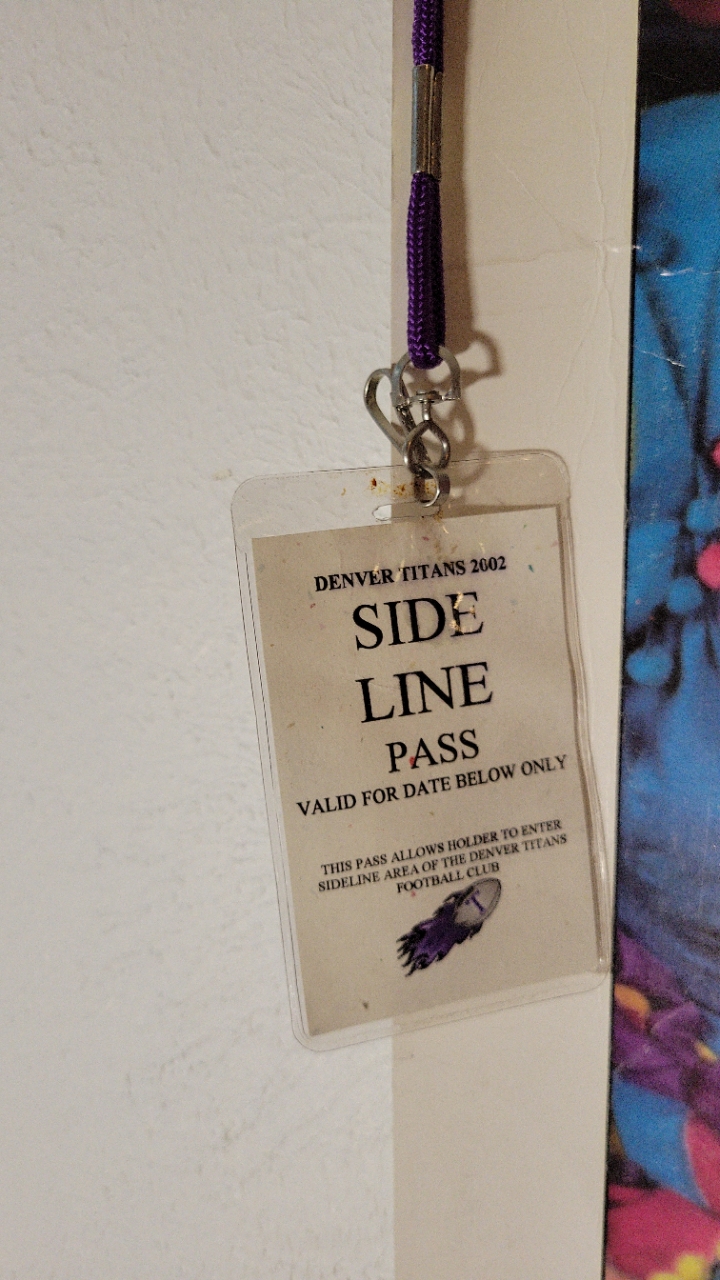 DENVER TITANS 2002
SIDE
LINE
PASS
VALID FOR DATE BELOW ONLY
THIS PASS ALLOWS HOLDER TO ENTER
SIDELINE AREA OF THE DENVER TITANS
FOOTBALL CLUB
T